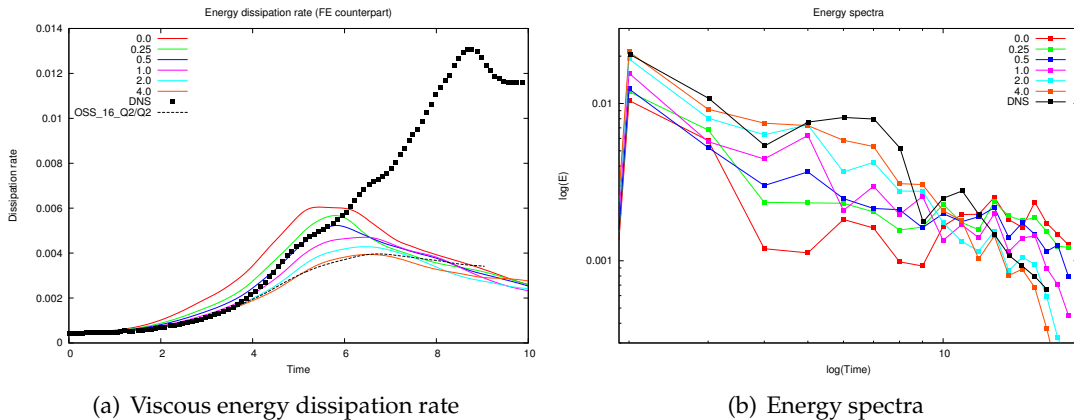 Energy dissipation rate (FE counterpart)
0.014
0.012
0.01
0.008
0.006
0.004
0.002
0
Dissipation rate
0.0
0.25
0.5
1.0
2.0
4.0
DNS
OSS_16_Q2/Q2
0
2
4
6
8
10
Time
(a) Viscous energy dissipation rate
Energy spectra
0.01
0.001
log(E)
0.0
0.25
0.5
1.0
2.0
4.0
DNS
10
log(Time)
(b) Energy spectra